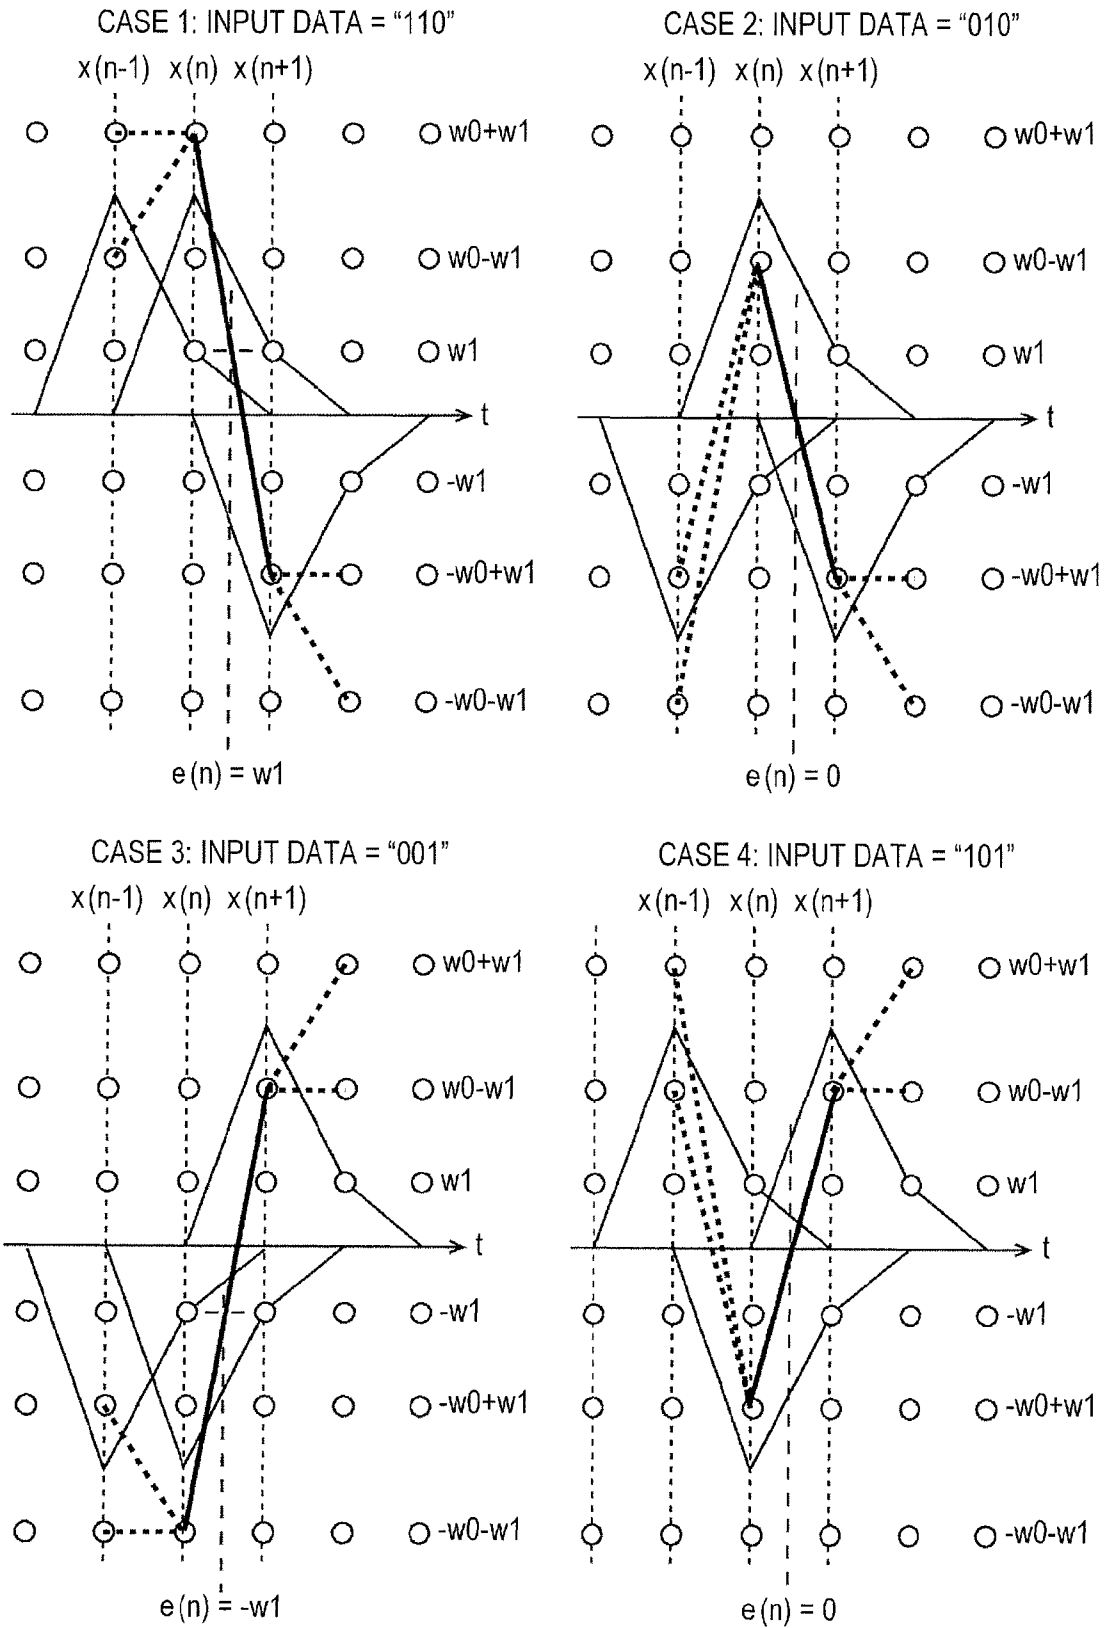 CASE 1: INPUT DATA = “110”
x(n-1) x(n) x(n+1)
w0+w1
w0-w1
w1
t
-w1
-w0+w1
-w0-w1
e(n) = w1
CASE 2: INPUT DATA = “010”
x(n-1) x(n) x(n+1)
w0+w1
w0-w1
w1
t
-w1
-w0+w1
-w0-w1
e(n) = 0
CASE 3: INPUT DATA = “001”
x(n-1) x(n) x(n+1)
w0+w1
w0-w1
w1
t
-w1
-w0+w1
-w0-w1
e(n) = -w1
CASE 4: INPUT DATA = “101”
x(n-1) x(n) x(n+1)
w0+w1
w0-w1
w1
t
-w1
-w0+w1
-w0-w1
e(n) = 0